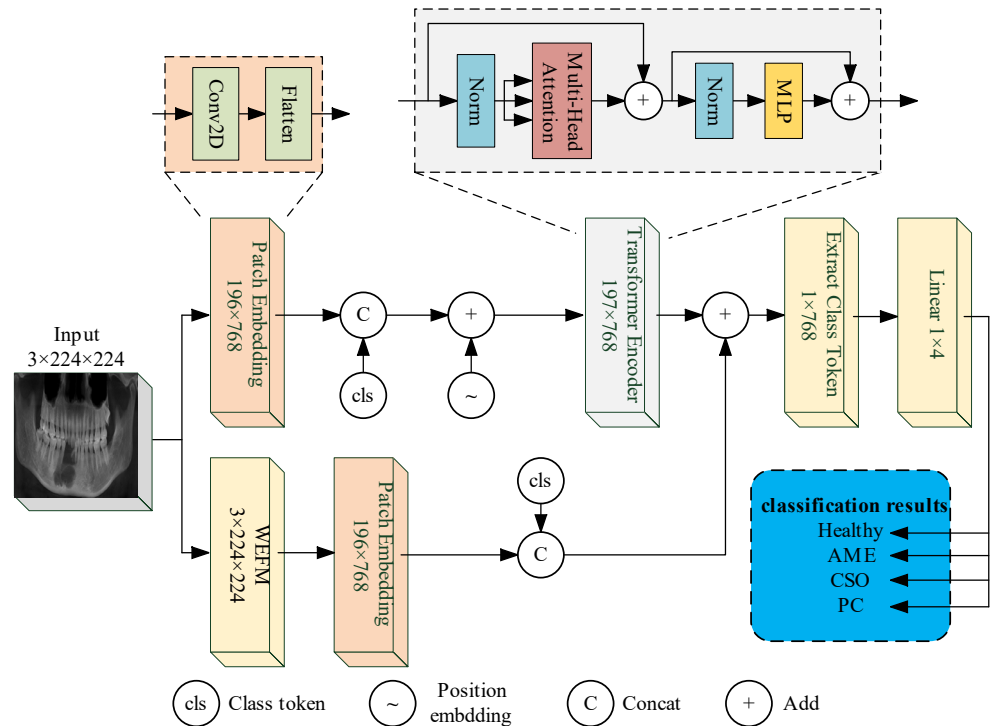 Conv2D
Flatten
Norm
Multi-Head
Attention
+
Norm
MLP
+
Input
3×224×224
Patch Embedding
196×768
C
+
cls
~
Transformer Encoder
197×768
+
Extract Class Token
1×768
Linear 1×4
WEFM
3×224×224
Patch Embedding
196×768
cls
C
classification results
Healthy
AME
CSO
PC
cls Class token
~ Position
embdding
C Concat
+ Add